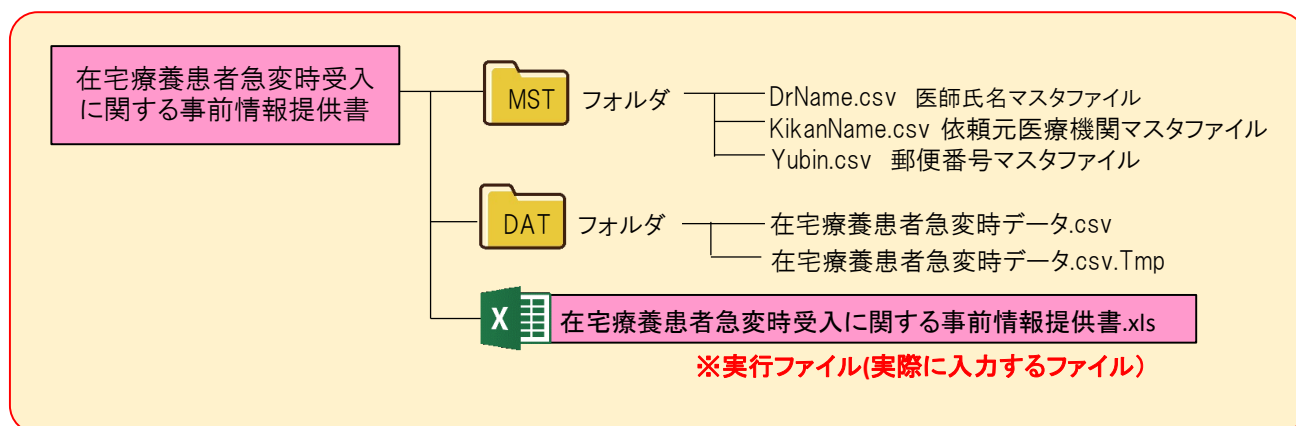 在宅療養患者急変時受入
に関する事前情報提供書
MST フォルダ
DrName.csv 医師氏名マスタファイル
KikanName.csv 依頼元医療機関マスタファイル
Yubin.csv 郵便番号マスタファイル
DAT フォルダ
在宅療養患者急変時データ.csv
在宅療養患者急変時データ.csv.Tmp
X 在宅療養患者急変時受入に関する事前情報提供書.xls
※実行ファイル(実際に入力するファイル）